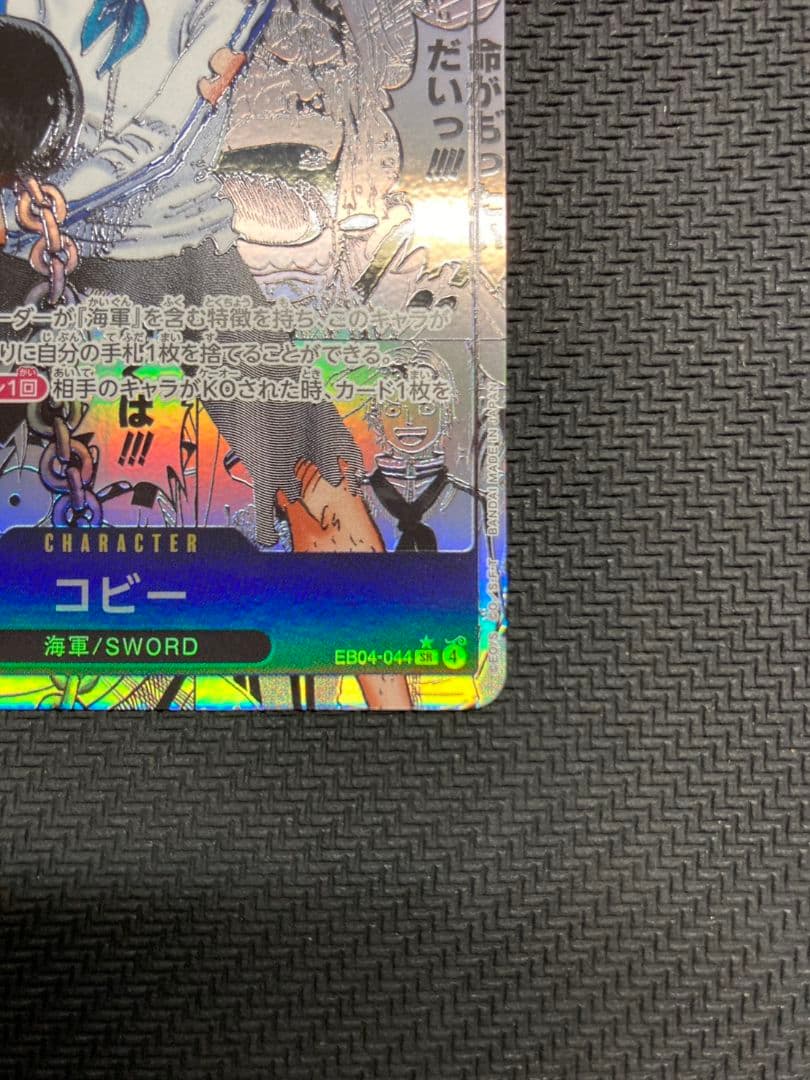 命がもったい
だいっ!!!!
ーダーが『海軍』を含む特徴を持ち、このキャラが
りに自分の手札1枚を捨てることができる。
ン1回 相手のキャラがKOされた時、カード1枚を
は!!!
CHARACTER
コビー
海軍/SWORD
EB04-044 SR 4
BANDAI MADE IN JAPAN